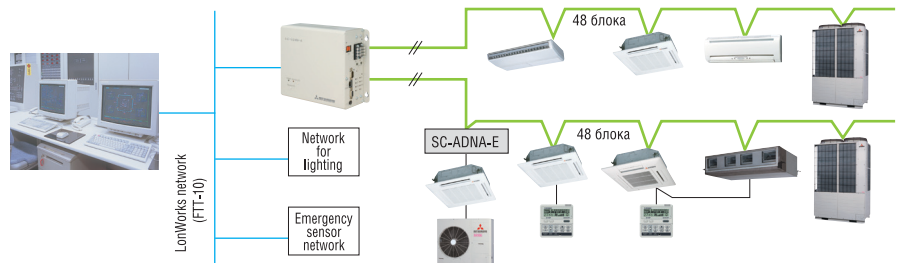 48 блока
48 блока
SC-ADNA-E
Network
for
lighting
Emergency
sensor
network
LonWorks network
(FTT-10)